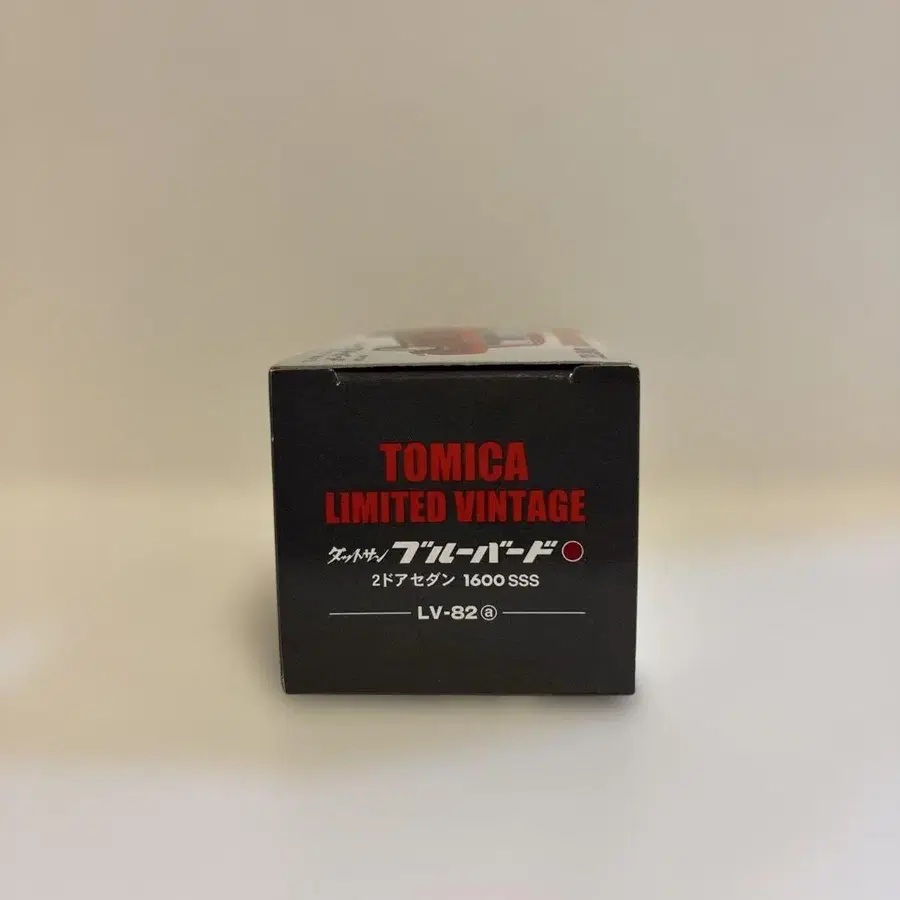 TOMICA
LIMITED VINTAGE
ダットサン ブルーバード
2ドアセダン 1600 SSS
LV-82ⓐ